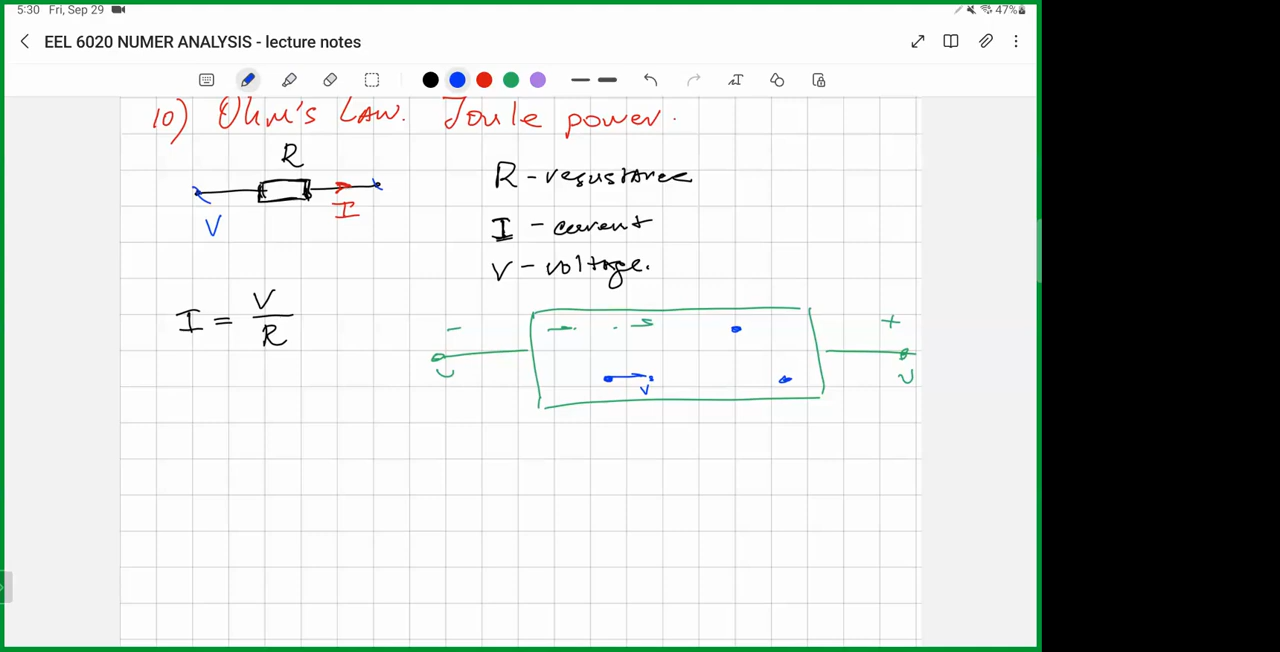 5:30 Fri, Sep 29
47%
EEL 6020 NUMER ANALYSIS - lecture notes
10) Ohm's Law. Joule power.
R
R - resustance
I
V
I - current
V - voltage.
I = V/R
- +
V
V V